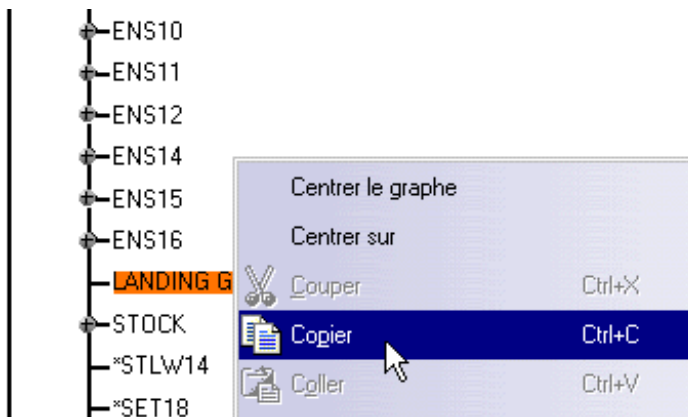 ENS10
ENS11
ENS12
ENS14
ENS15
ENS16
LANDING G
STOCK
*STLW14
*SET18
Centrer le graphe
Centrer sur
Couper Ctrl+X
Copier Ctrl+C
Coller Ctrl+V